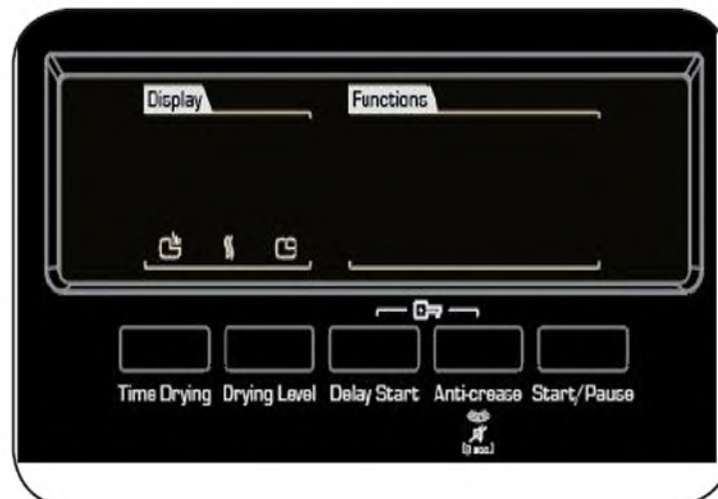 Display Functions
Time Drying Drying Level Delay Start Anti-crease Start/Pause